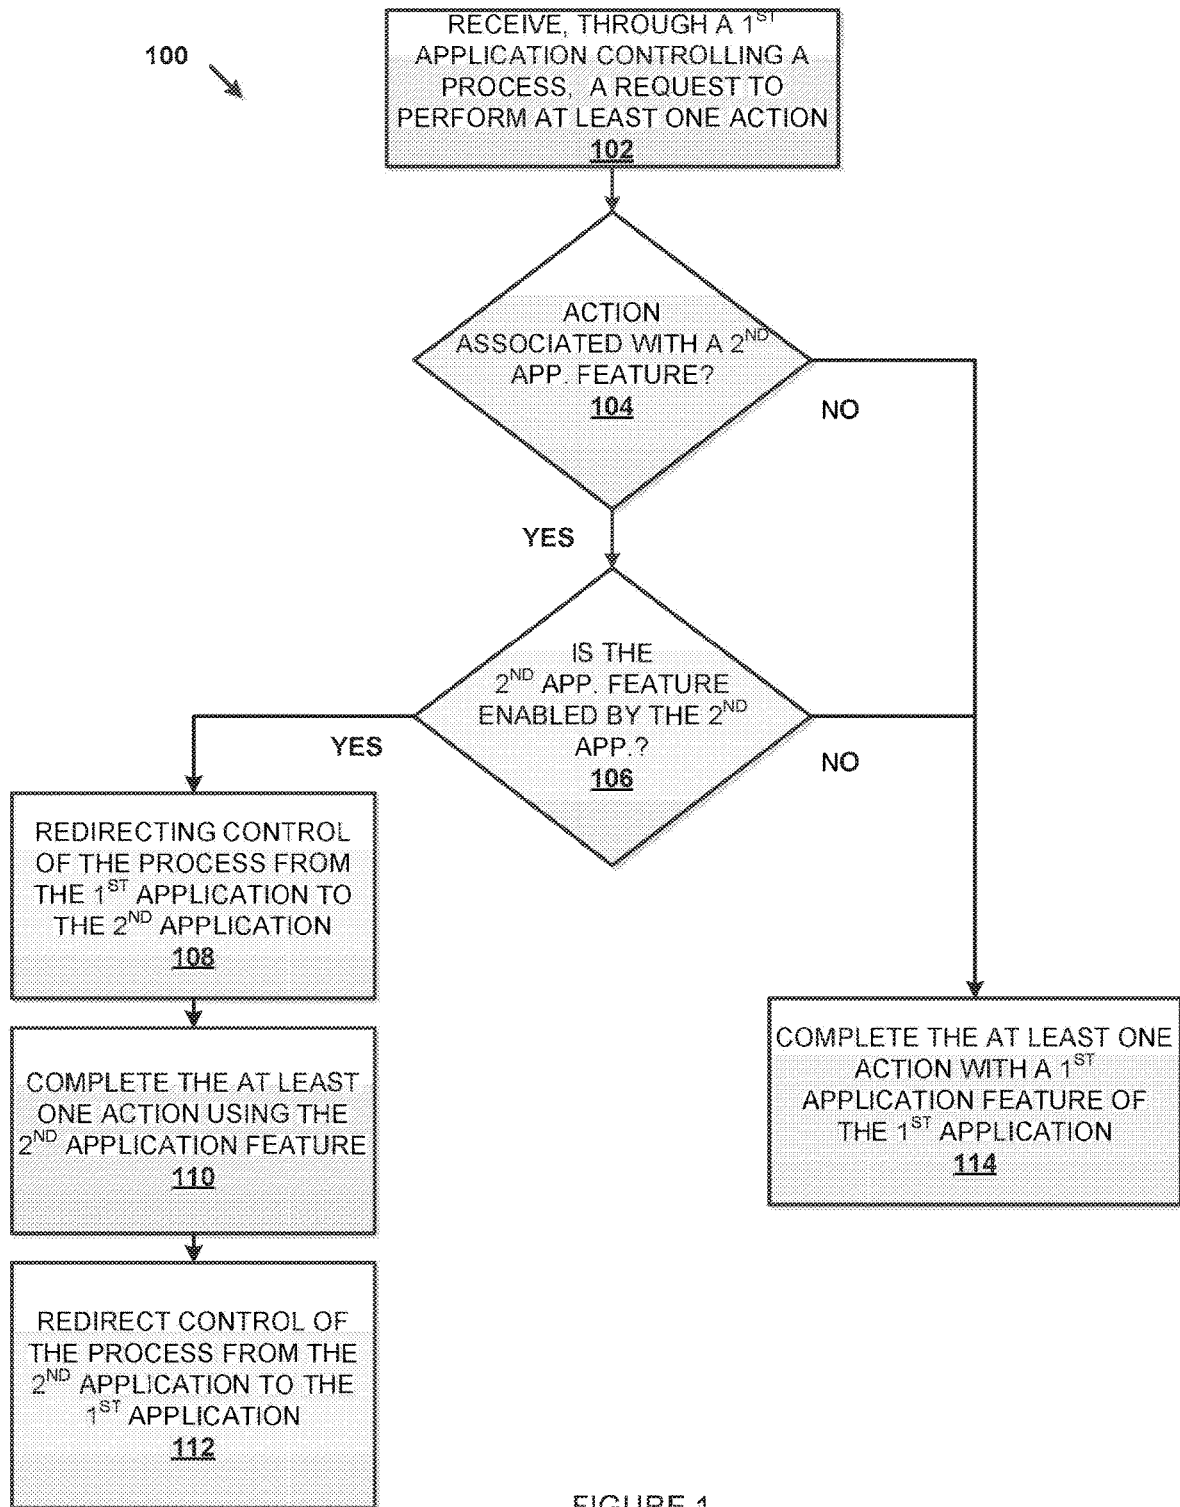 100
RECEIVE, THROUGH A 1ST
APPLICATION CONTROLLING A
PROCESS, A REQUEST TO
PERFORM AT LEAST ONE ACTION
102
ACTION
ASSOCIATED WITH A 2ND
APP. FEATURE?
104
NO
YES
IS THE
2ND APP. FEATURE
ENABLED BY THE 2ND
APP.?
106
YES
NO
REDIRECTING CONTROL
OF THE PROCESS FROM
THE 1ST APPLICATION TO
THE 2ND APPLICATION
108
COMPLETE THE AT LEAST
ONE ACTION USING THE
2ND APPLICATION FEATURE
110
COMPLETE THE AT LEAST ONE
ACTION WITH A 1ST
APPLICATION FEATURE OF
THE 1ST APPLICATION
114
REDIRECT CONTROL OF
THE PROCESS FROM THE
2ND APPLICATION TO THE
1ST APPLICATION
112
FIGURE 1